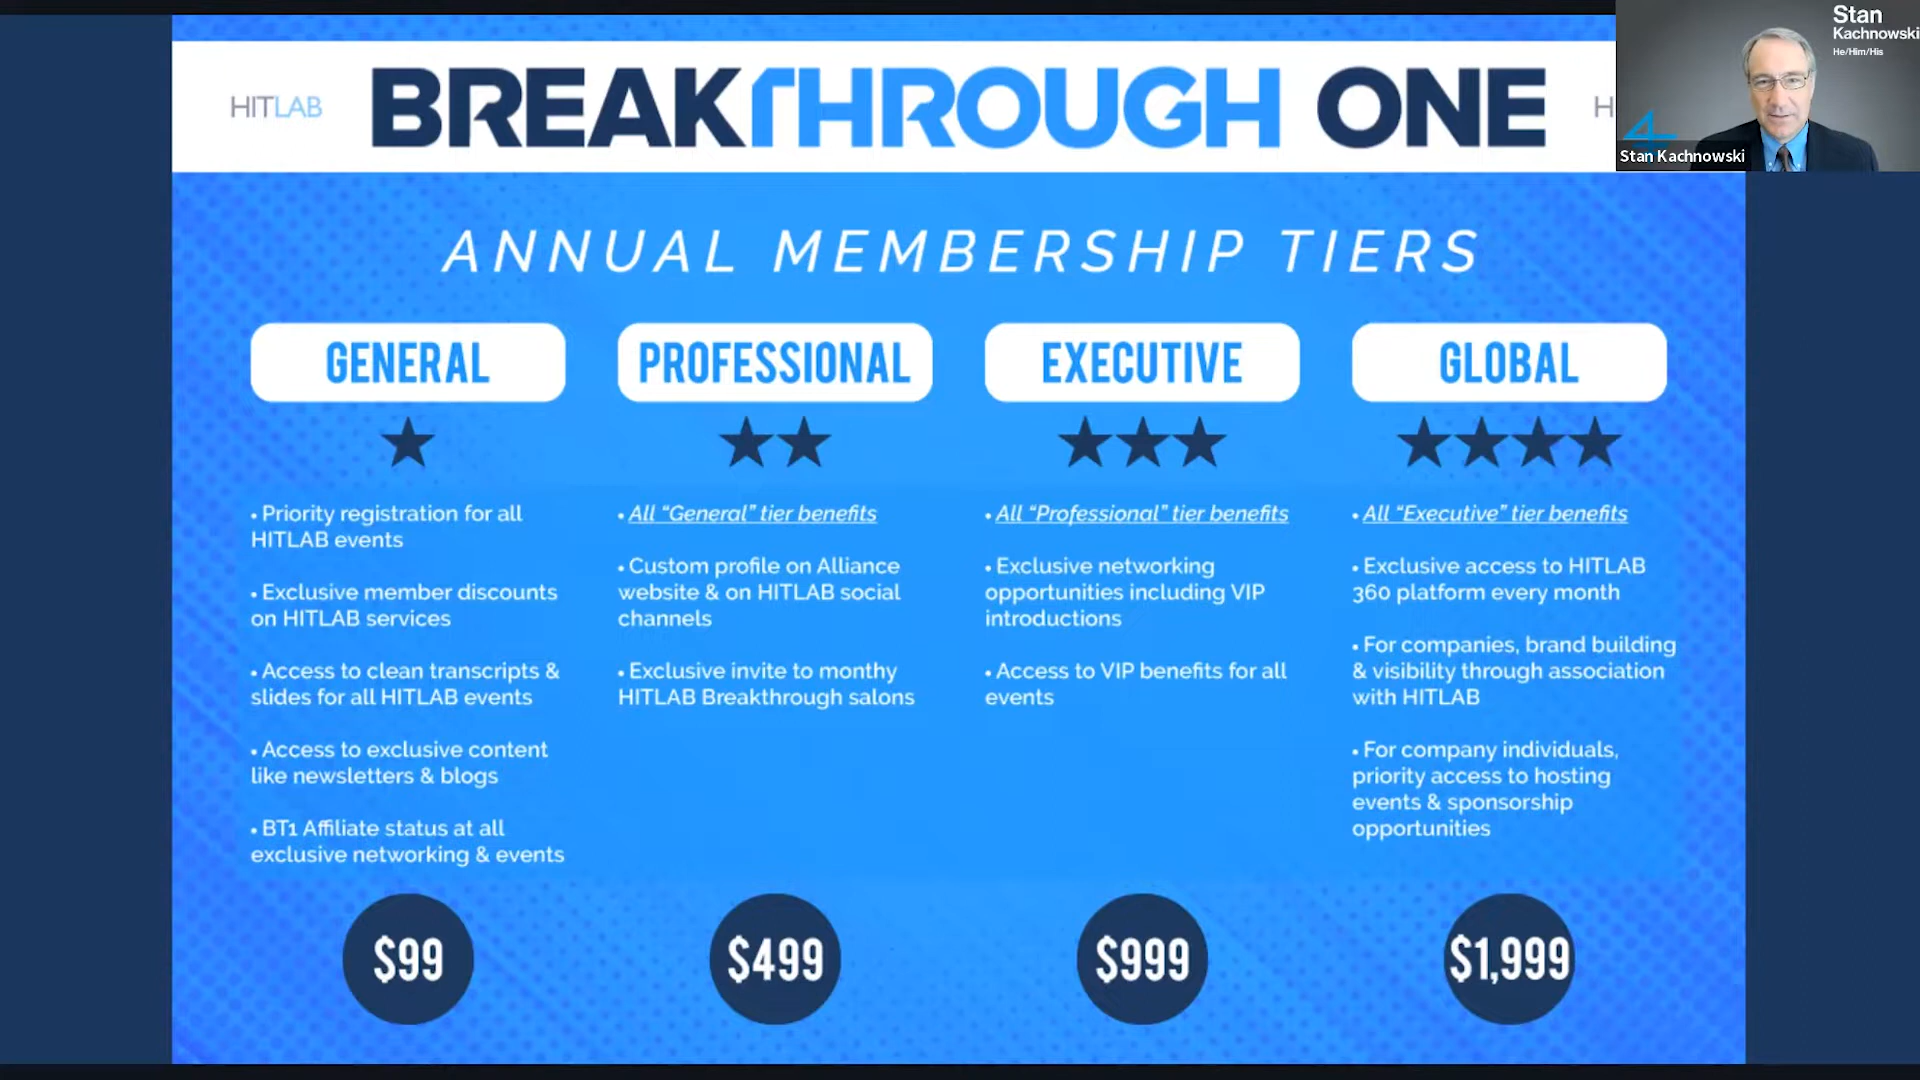 HITLAB
BREAKTHROUGH ONE
H
Stan
Kachnowski
He/Him/His
Stan Kachnowski
ANNUAL MEMBERSHIP TIERS
GENERAL
• Priority registration for all
HITLAB events
• Exclusive member discounts
on HITLAB services
• Access to clean transcripts &
slides for all HITLAB events
• Access to exclusive content
like newsletters & blogs
• BT1 Affiliate status at all
exclusive networking & events
$99
PROFESSIONAL
• All “General” tier benefits
• Custom profile on Alliance
website & on HITLAB social
channels
• Exclusive invite to monthy
HITLAB Breakthrough salons
$499
EXECUTIVE
• All “Professional” tier benefits
• Exclusive networking
opportunities including VIP
introductions
• Access to VIP benefits for all
events
$999
GLOBAL
• All “Executive” tier benefits
• Exclusive access to HITLAB
360 platform every month
• For companies, brand building
& visibility through association
with HITLAB
• For company individuals,
priority access to hosting
events & sponsorship
opportunities
$1,999